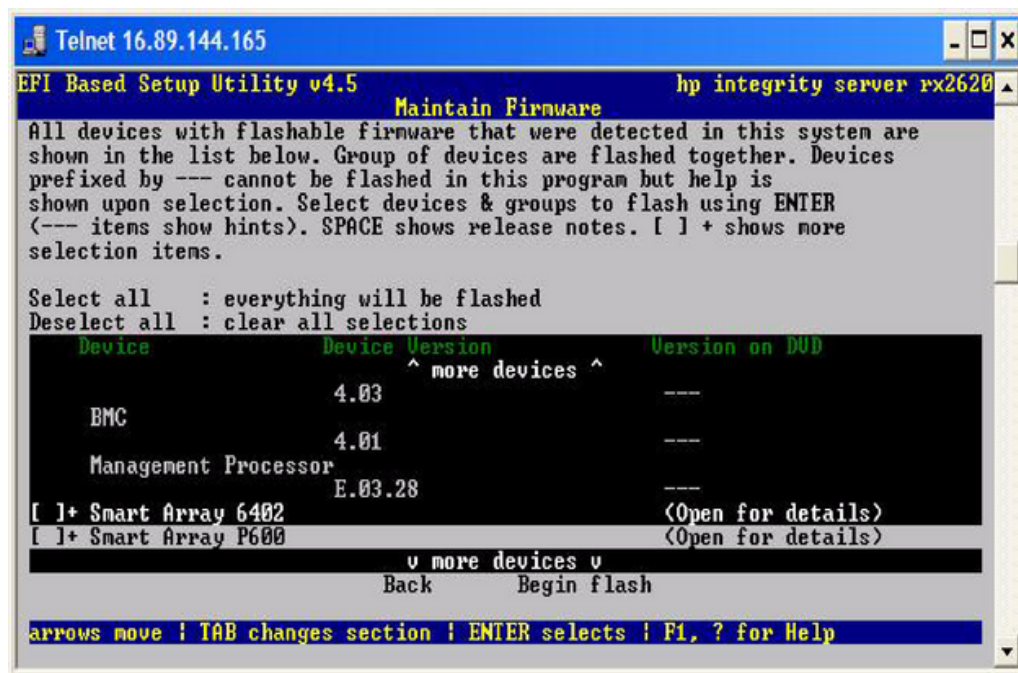 Telnet 16.89.144.165
EFI Based Setup Utility v4.5 hp integrity server rx2620
Maintain Firmware
All devices with flashable firmware that were detected in this system are
shown in the list below. Group of devices are flashed together. Devices
prefixed by --- cannot be flashed in this program but help is
shown upon selection. Select devices & groups to flash using ENTER
(--- items show hints). SPACE shows release notes. [ ] + shows more
selection items.
Select all : everything will be flashed
Deselect all : clear all selections
Device Device Version Version on DVD
^ more devices ^
4.03 ---
BMC
4.01 ---
Management Processor
E.03.28 ---
[ ]+ Smart Array 6402 (Open for details)
[ ]+ Smart Array P600 (Open for details)
v more devices v
Back Begin flash
arrows move | TAB changes section | ENTER selects | F1, ? for Help